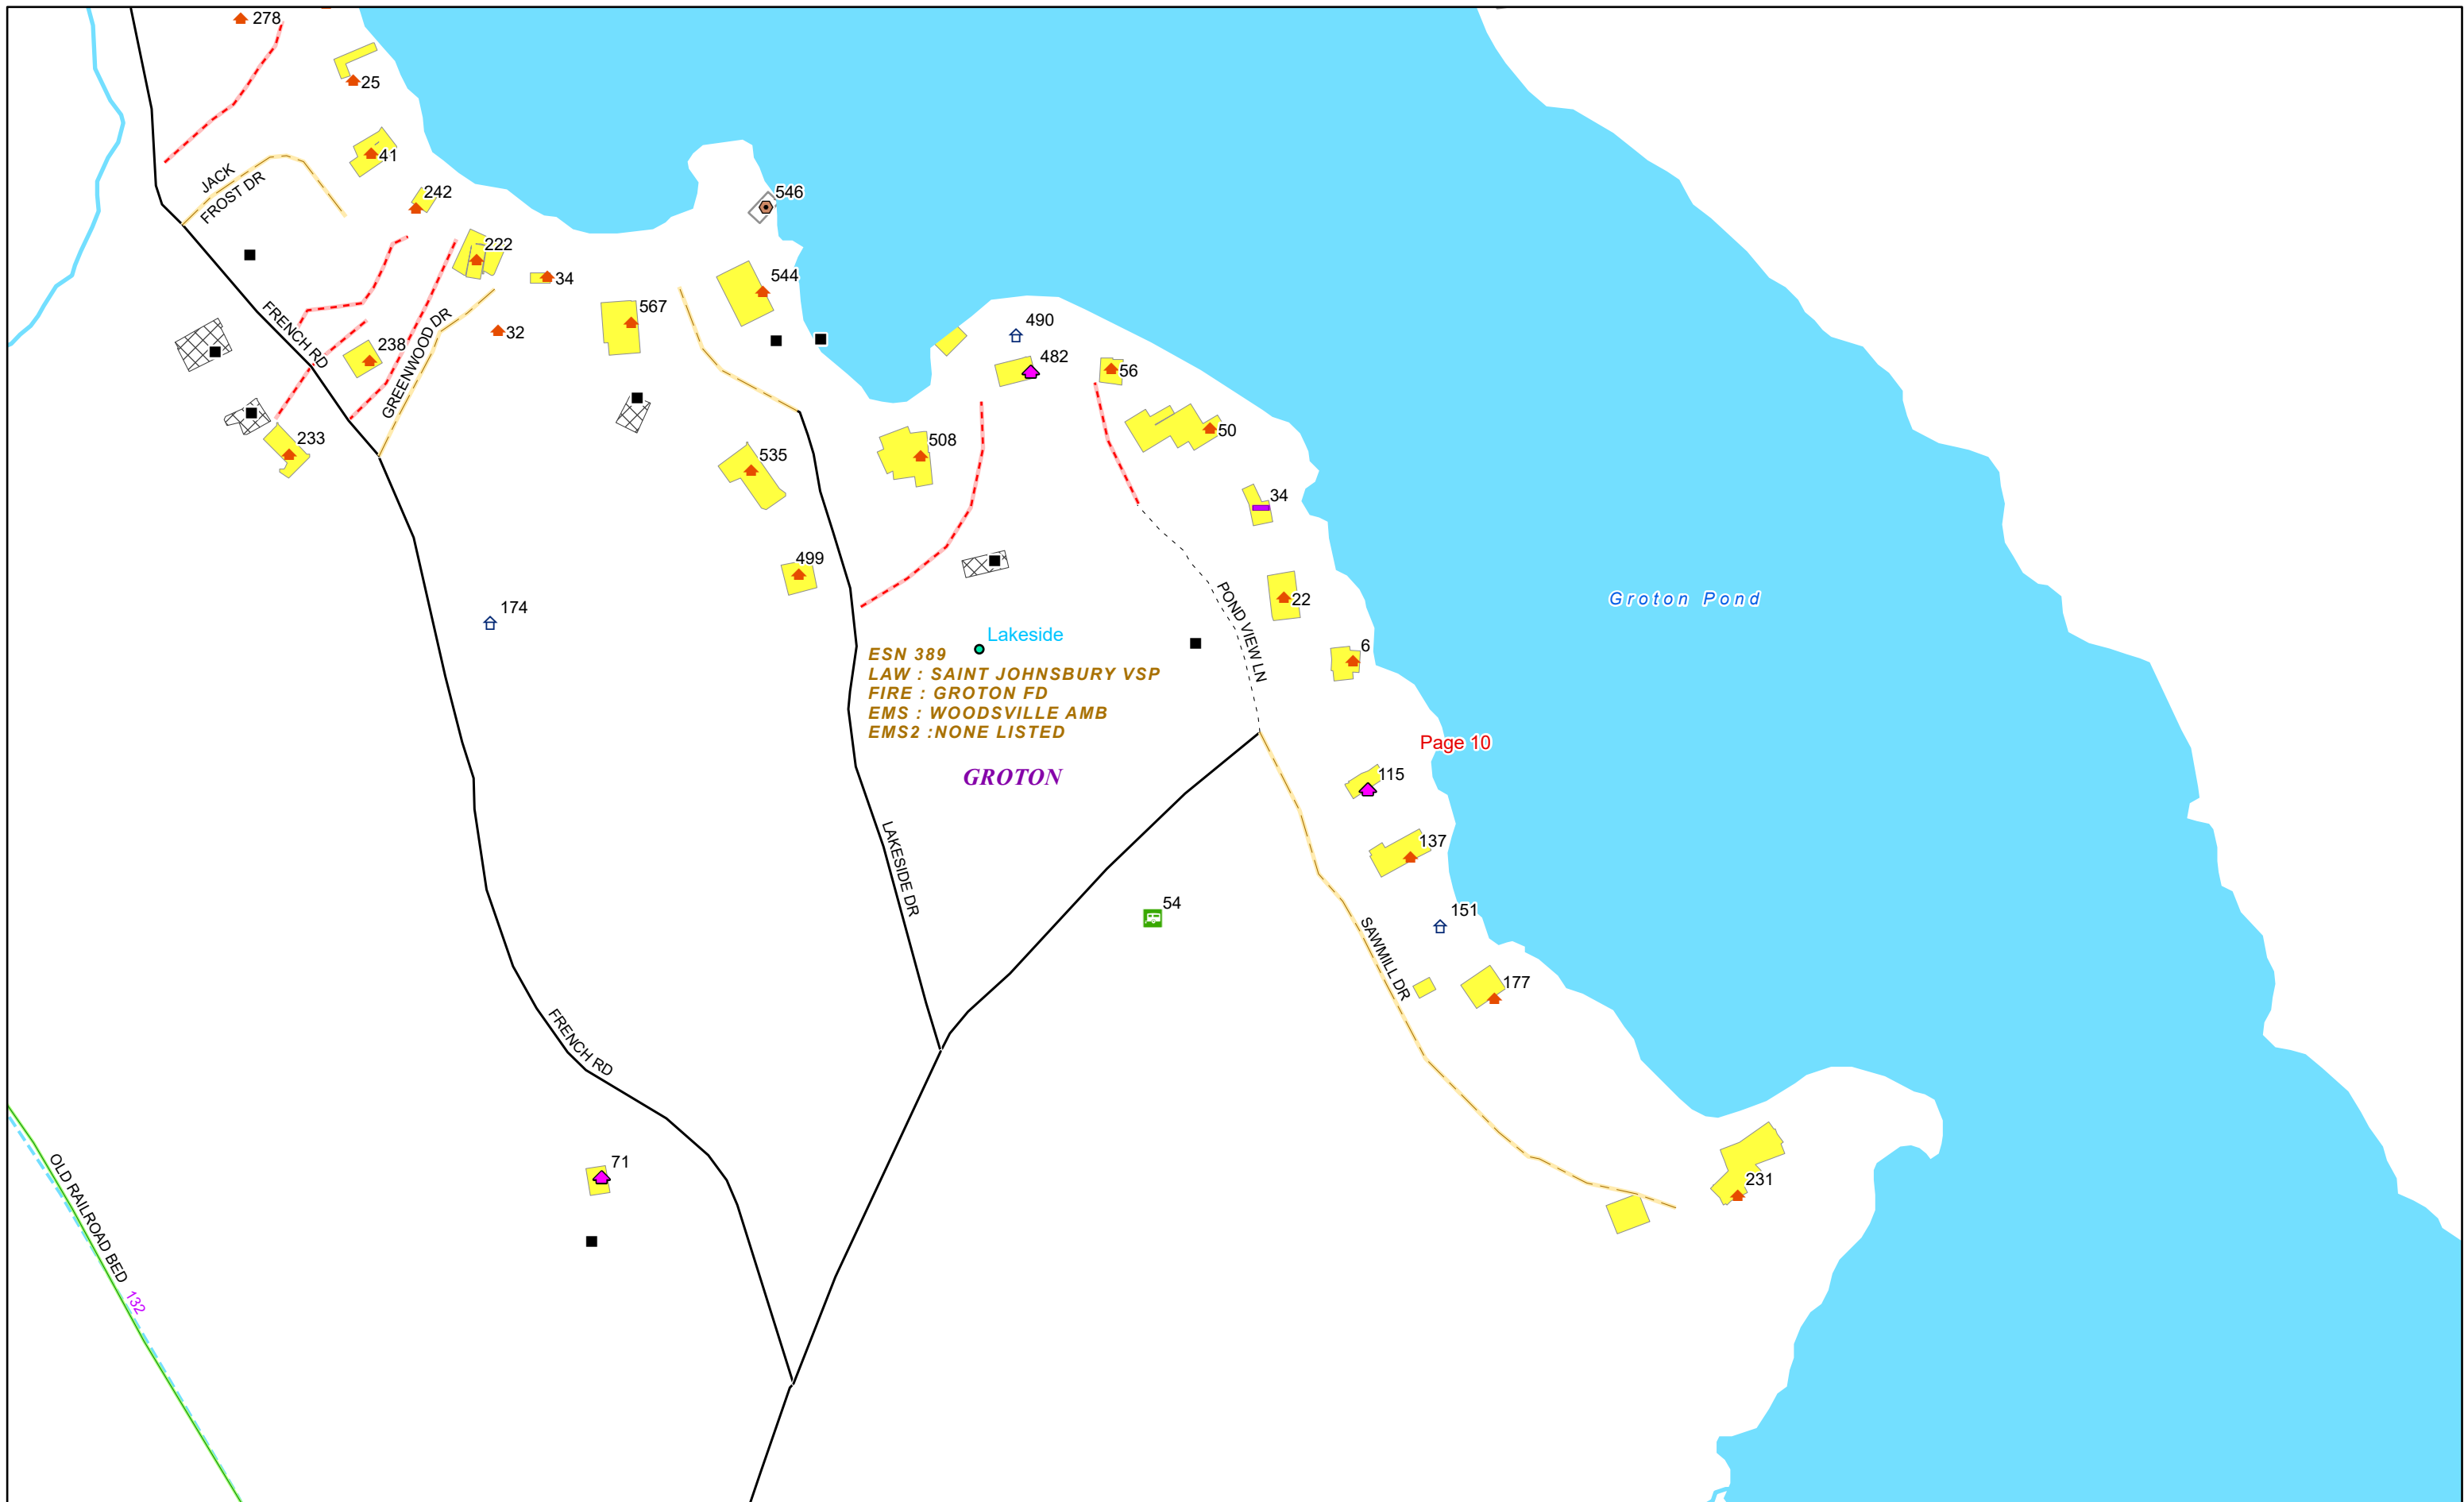 278
25
41
JACK
FROST DR
242
546
222
34
544
567
FRENCH RD
32
238
GREENWOOD DR
490
482
56
233
508
50
535
34
499
174
22
POND VIEW LN
Groton Pond
Lakeside
6
ESN 389
LAW : SAINT JOHNSBURY VSP
FIRE : GROTON FD
EMS : WOODSVILLE AMB
EMS2 :NONE LISTED
Page 10
GROTON
115
137
LAKESIDE DR
54
151
SAWMILL DR
177
FRENCH RD
71
231
OLD RAILROAD BED
132